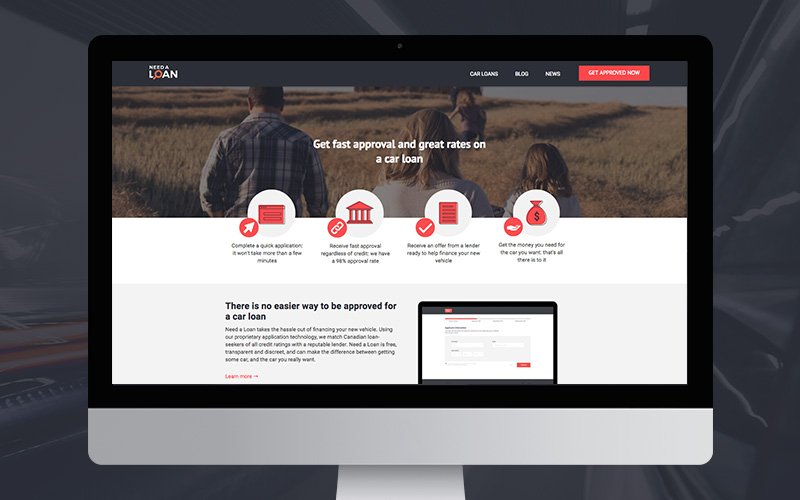 NEED A
LOAN
CAR LOANS
BLOG
NEWS
GET APPROVED NOW
Get fast approval and great rates on
a car loan
Complete a quick application:
it won't take more than a few
minutes
Receive fast approval
regardless of credit: we have
a 98% approval rate
Receive an offer from a lender
ready to help finance your new
vehicle
Get the money you need for
the car you want: that's all
there is to it
There is no easier way to be approved for
a car loan
Need a Loan takes the hassle out of financing your new vehicle. Using
our proprietary application technology, we match Canadian loan-
seekers of all credit ratings with a reputable lender. Need a Loan is free,
transparent and discreet, and can make the difference between getting
some car, and the car you really want.
Learn more →